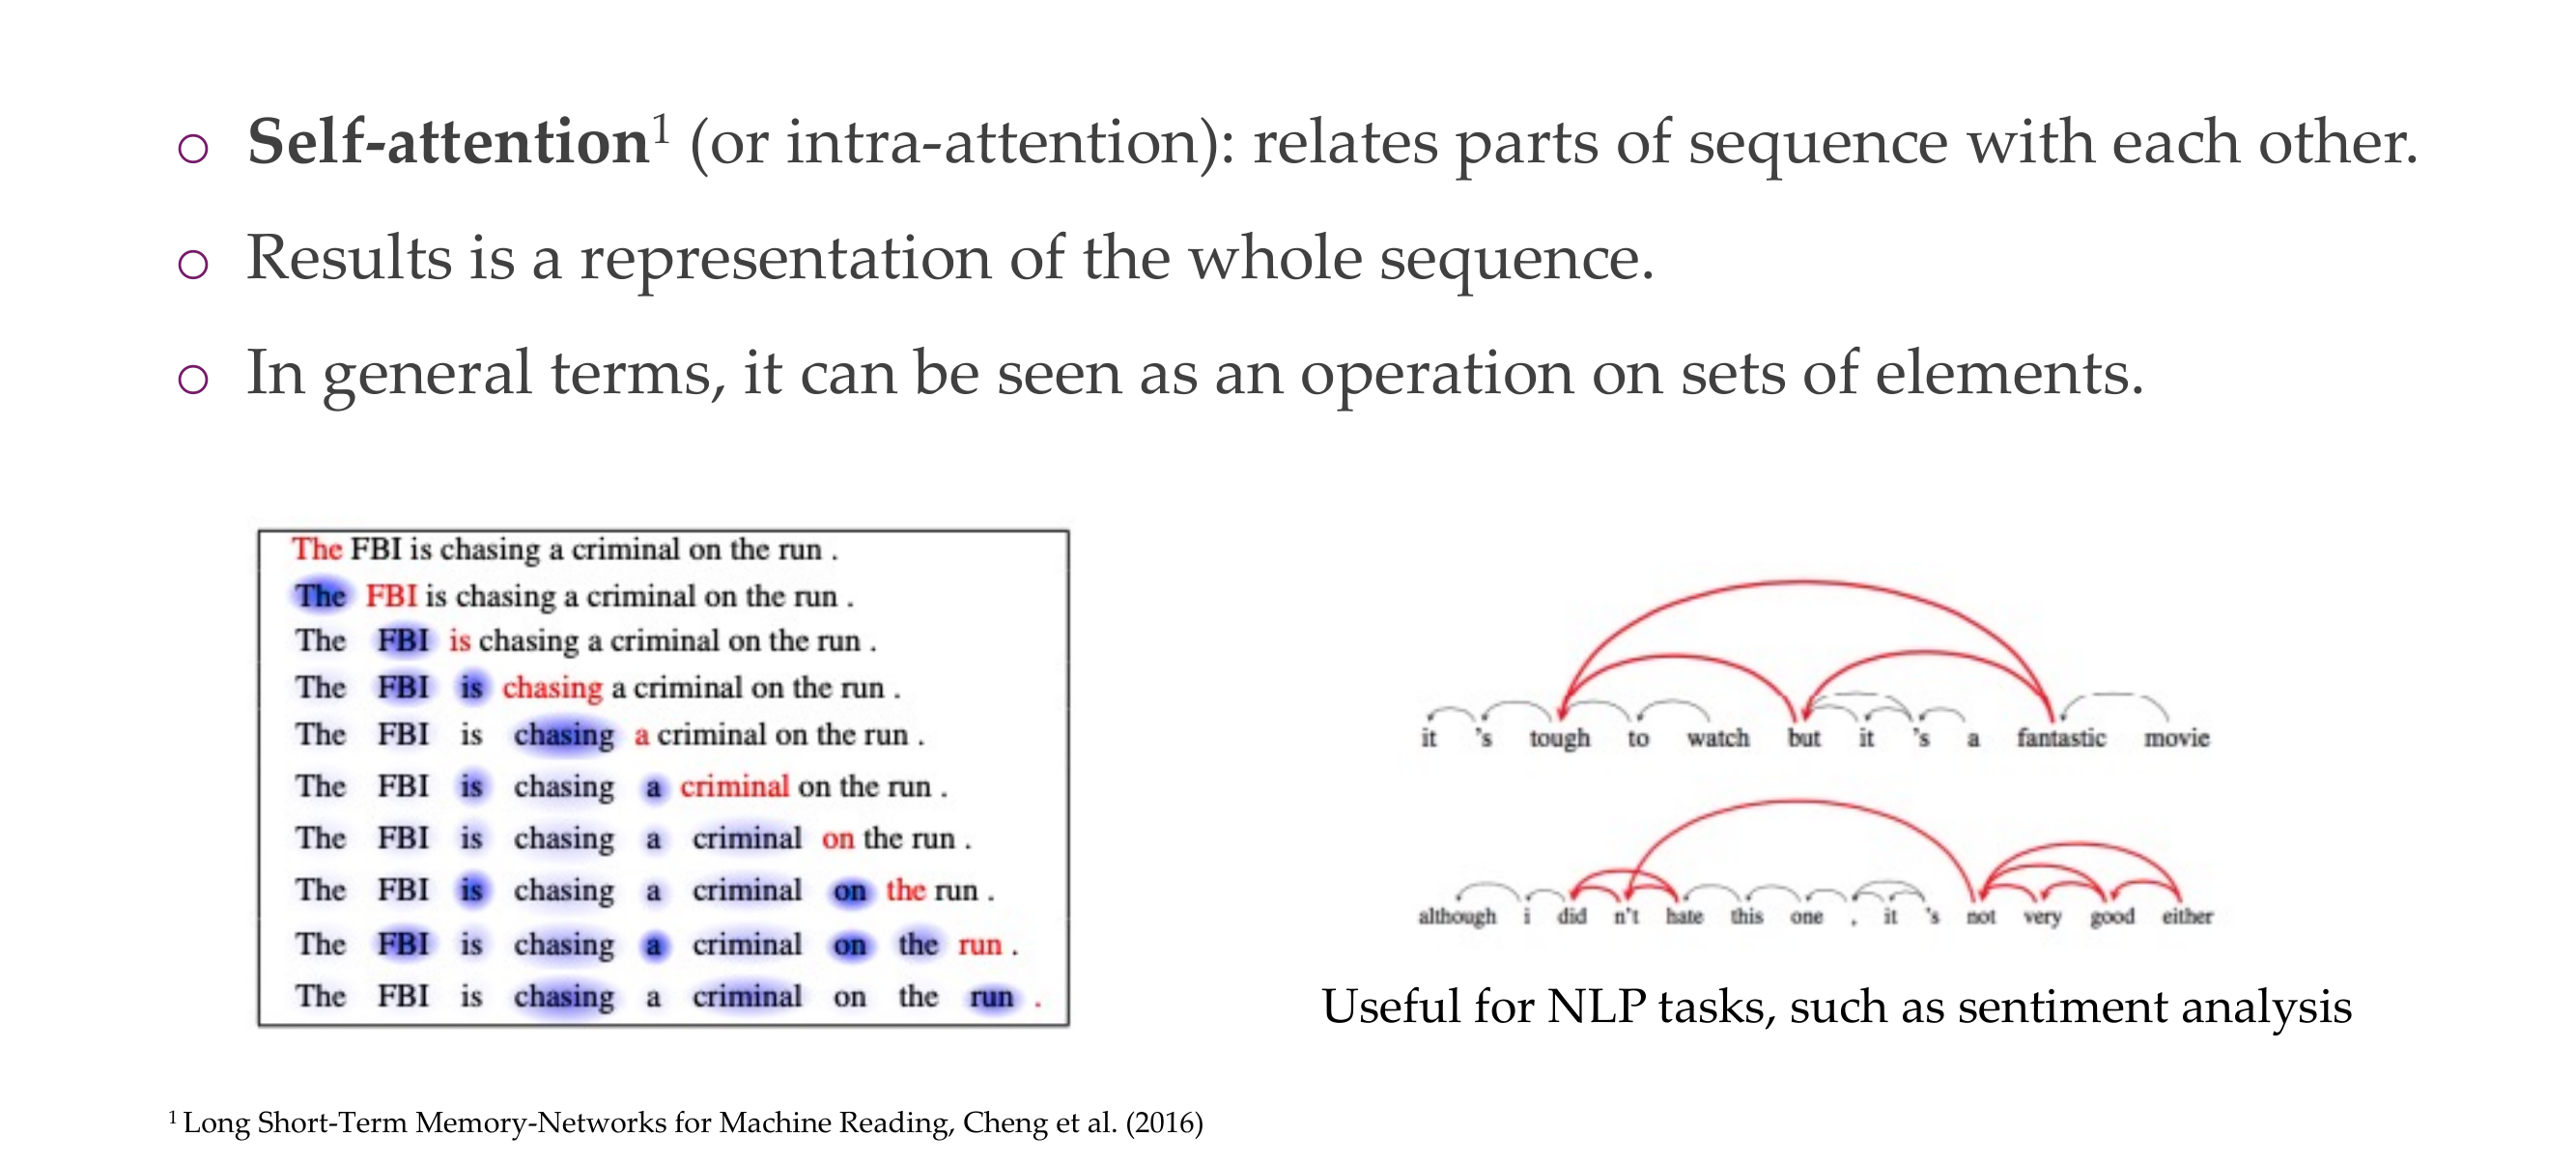 Self-attention¹ (or intra-attention): relates parts of sequence with each other.
Results is a representation of the whole sequence.
In general terms, it can be seen as an operation on sets of elements.
The FBI is chasing a criminal on the run .
The FBI is chasing a criminal on the run .
The FBI is chasing a criminal on the run .
The FBI is chasing a criminal on the run .
The FBI is chasing a criminal on the run .
The FBI is chasing a criminal on the run .
The FBI is chasing a criminal on the run .
The FBI is chasing a criminal on the run .
The FBI is chasing a criminal on the run .
The FBI is chasing a criminal on the run .
it 's tough to watch but it 's a fantastic movie
although i did n't hate this one , it 's not very good either
Useful for NLP tasks, such as sentiment analysis
¹ Long Short-Term Memory-Networks for Machine Reading, Cheng et al. (2016)